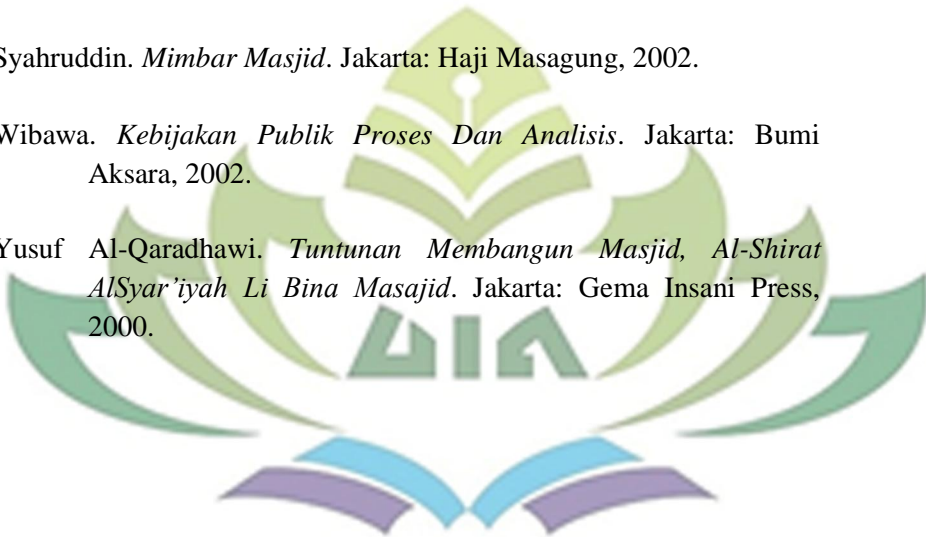 Syahruddin. Mimbar Masjid. Jakarta: Haji Masagung, 2002.
Wibawa. Kebijakan Publik Proses Dan Analisis. Jakarta: Bumi
Aksara, 2002.
Yusuf Al-Qaradhawi. Tuntunan Membangun Masjid, Al-Shirat
AlSyar’iyah Li Bina Masajid. Jakarta: Gema Insani Press,
2000.
UIN